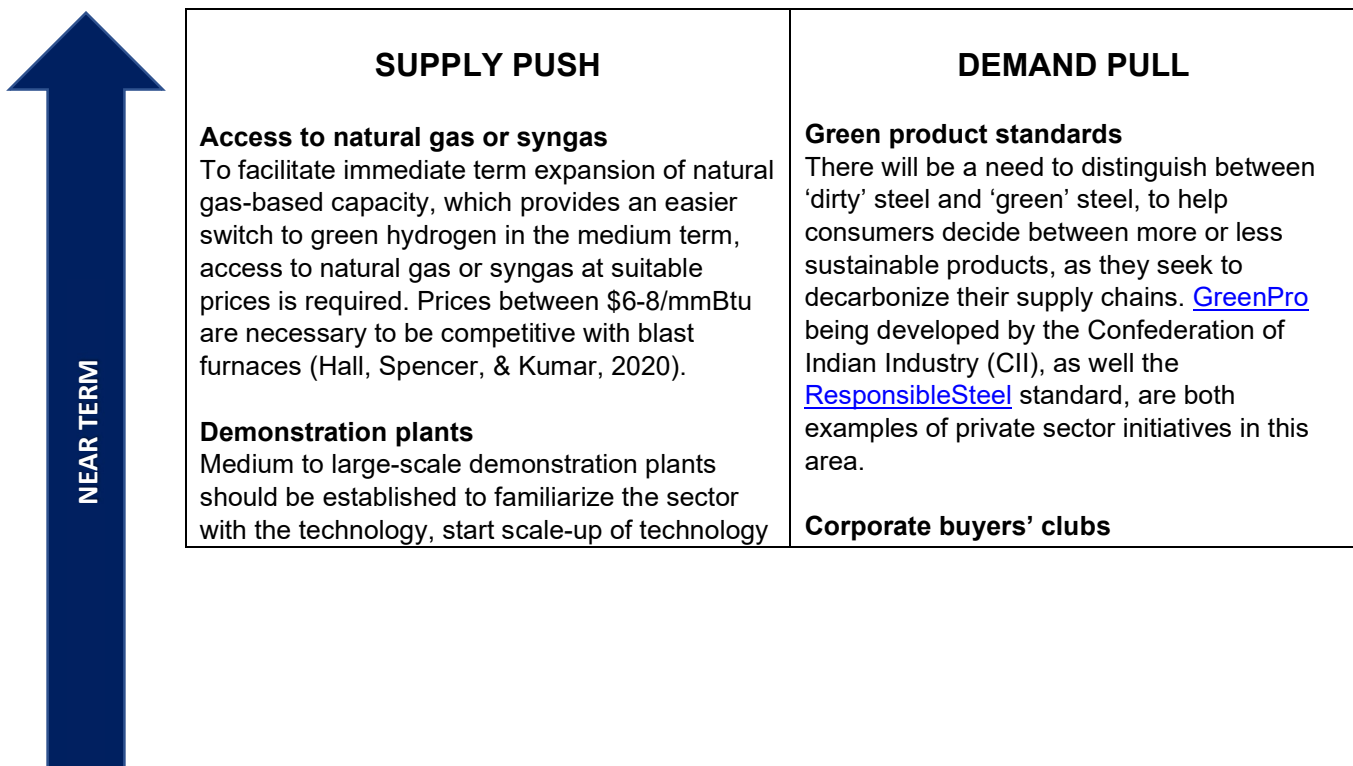 NEAR TERM
SUPPLY PUSH
Access to natural gas or syngas
To facilitate immediate term expansion of natural
gas-based capacity, which provides an easier
switch to green hydrogen in the medium term,
access to natural gas or syngas at suitable
prices is required. Prices between $6-8/mmBtu
are necessary to be competitive with blast
furnaces (Hall, Spencer, & Kumar, 2020).
Demonstration plants
Medium to large-scale demonstration plants
should be established to familiarize the sector
with the technology, start scale-up of technology
DEMAND PULL
Green product standards
There will be a need to distinguish between
‘dirty’ steel and ‘green’ steel, to help
consumers decide between more or less
sustainable products, as they seek to
decarbonize their supply chains. GreenPro
being developed by the Confederation of
Indian Industry (CII), as well the
ResponsibleSteel standard, are both
examples of private sector initiatives in this
area.
Corporate buyers’ clubs